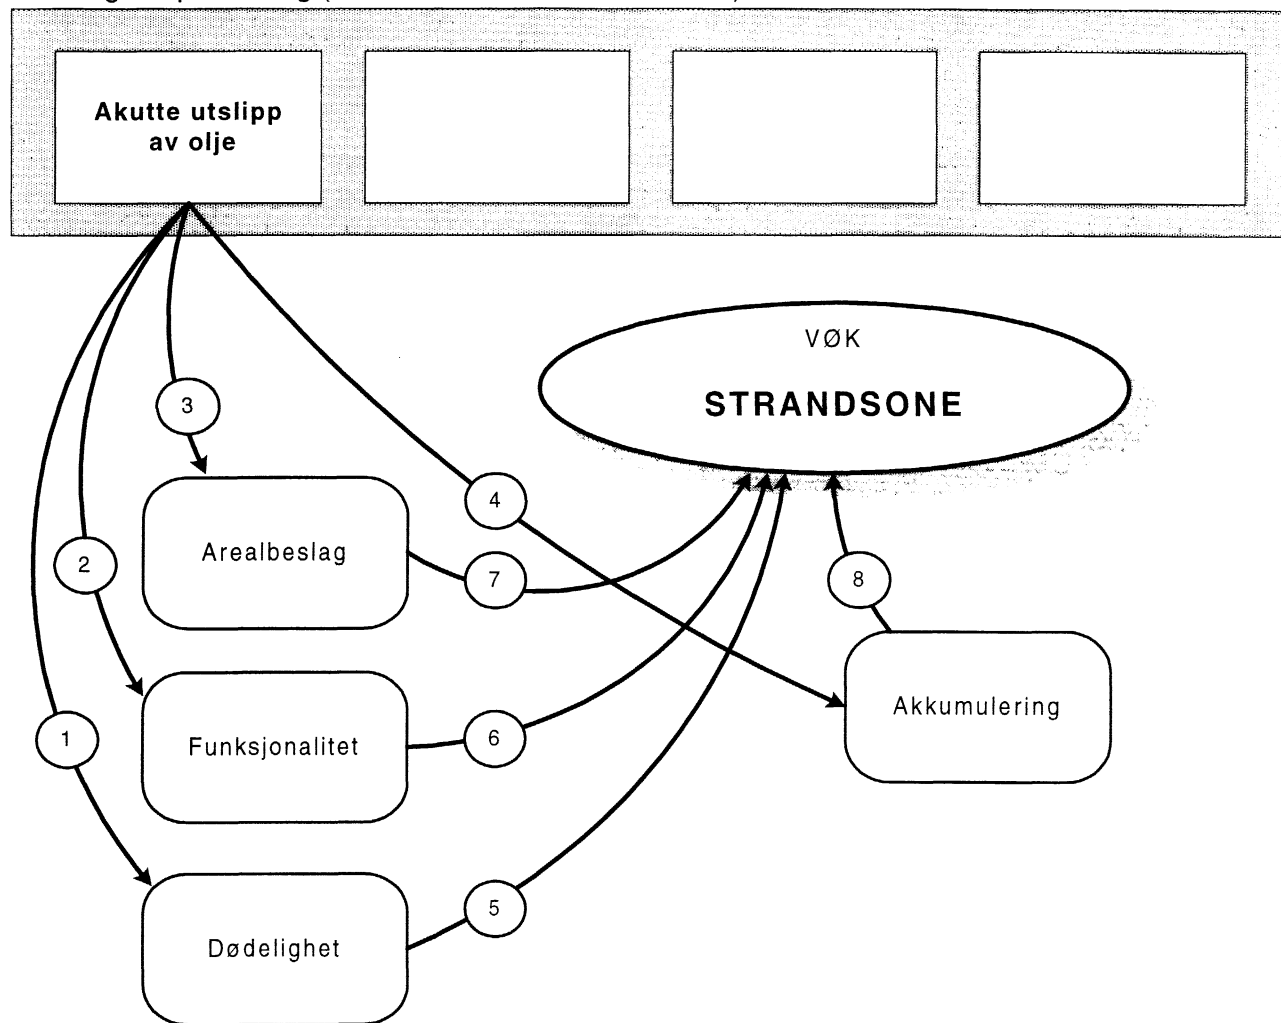 Akutte utslipp
av olje
VØK
STRANDSONE
3
4
Arealbeslag
2
7
8
Akkumulering
1
Funksjonalitet
6
5
Dødelighet